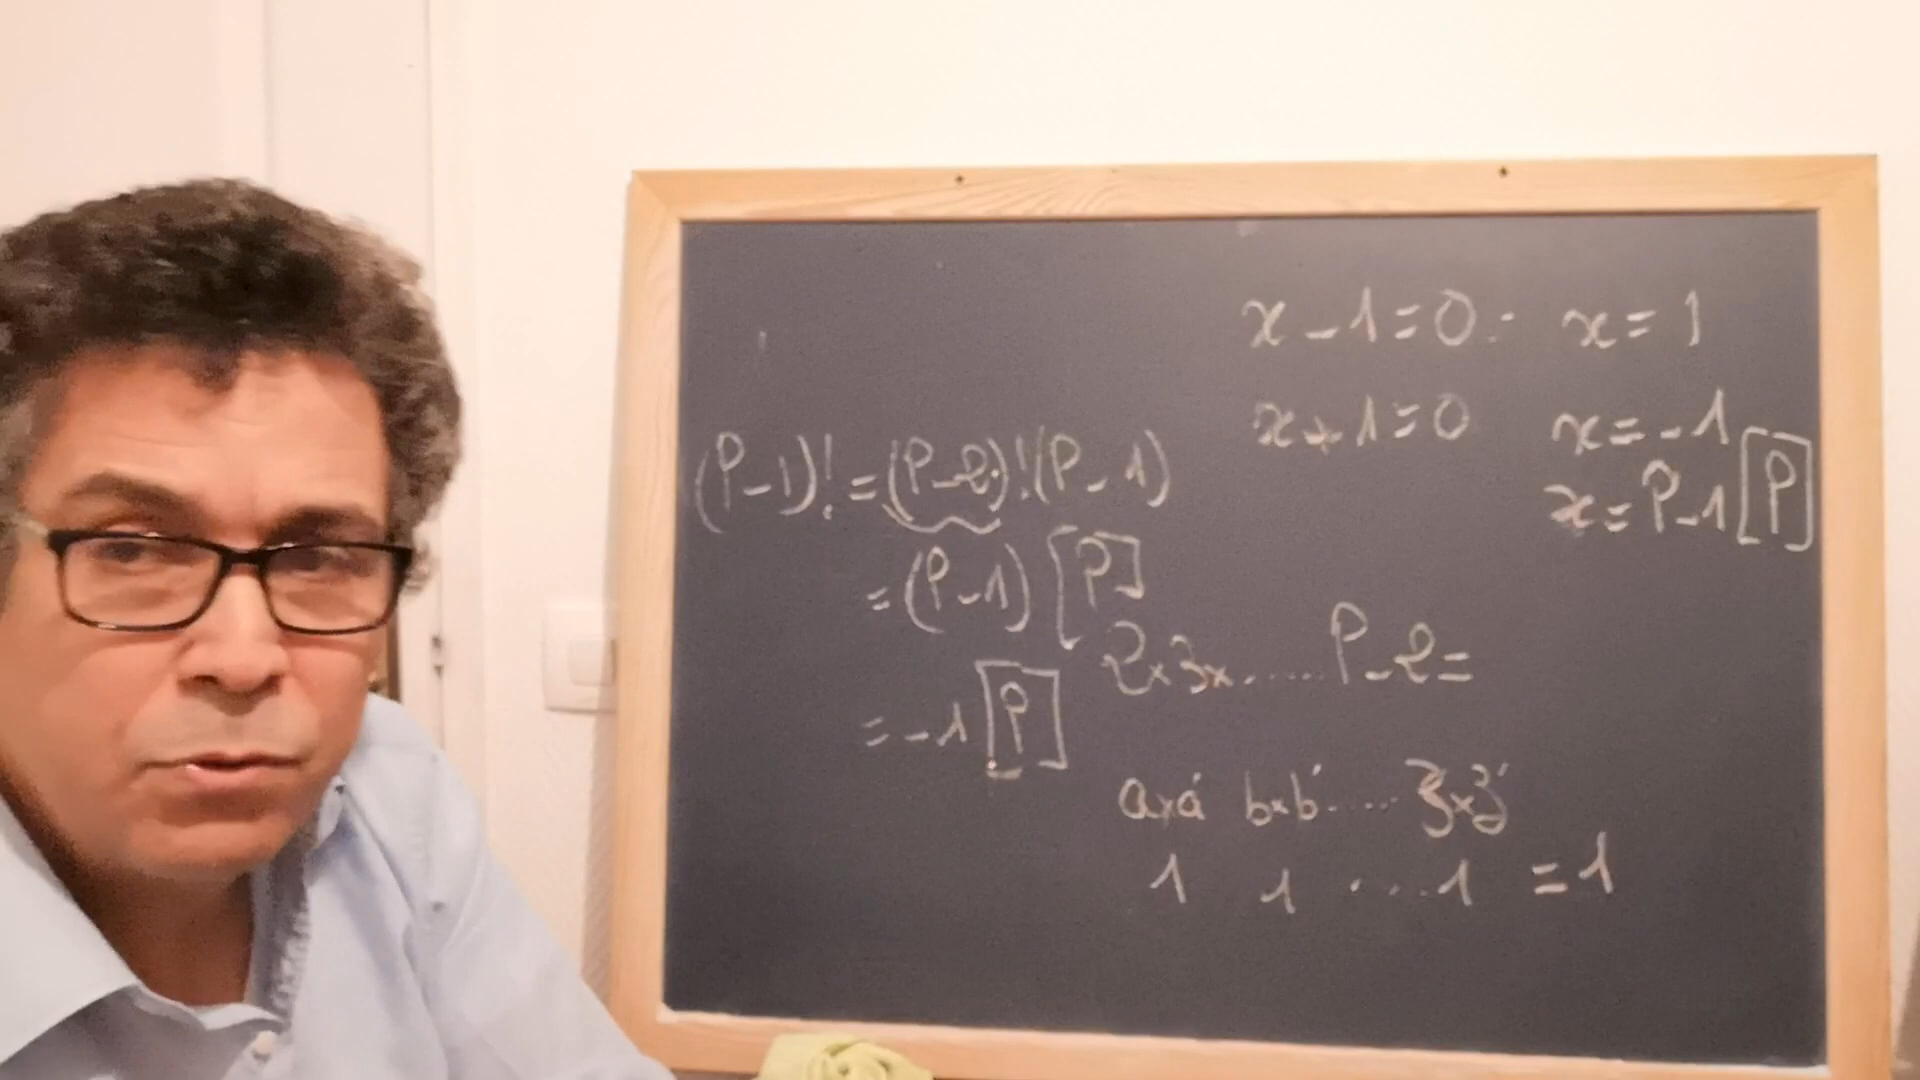 x - 1 = 0 : x = 1
x + 1 = 0 x = -1
x = P-1 [P]
(P-1)! = (P-2)! (P-1)
= (P-1) [P]
= -1 [P]
2x3x......P-2 =
axa' bxb'..... zxz'
1 1 ....1 = 1